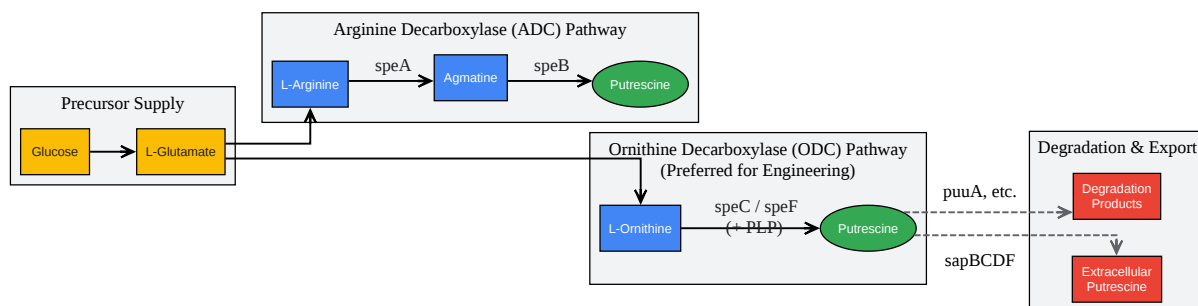 Arginine Decarboxylase (ADC) Pathway
speA
speB
L-Arginine
Agmatine
Putrescine
Precursor Supply
Glucose
L-Glutamate
Ornithine Decarboxylase (ODC) Pathway
(Preferred for Engineering)
L-Ornithine
speC / speF
(+ PLP)
Putrescine
Degradation & Export
puuA, etc.
Degradation
Products
sapBCDF
Extracellular
Putrescine